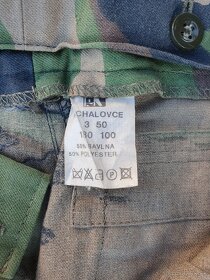 CHALOVCE
3 50
180 100
50% BAVLNA
50% POLYESTER